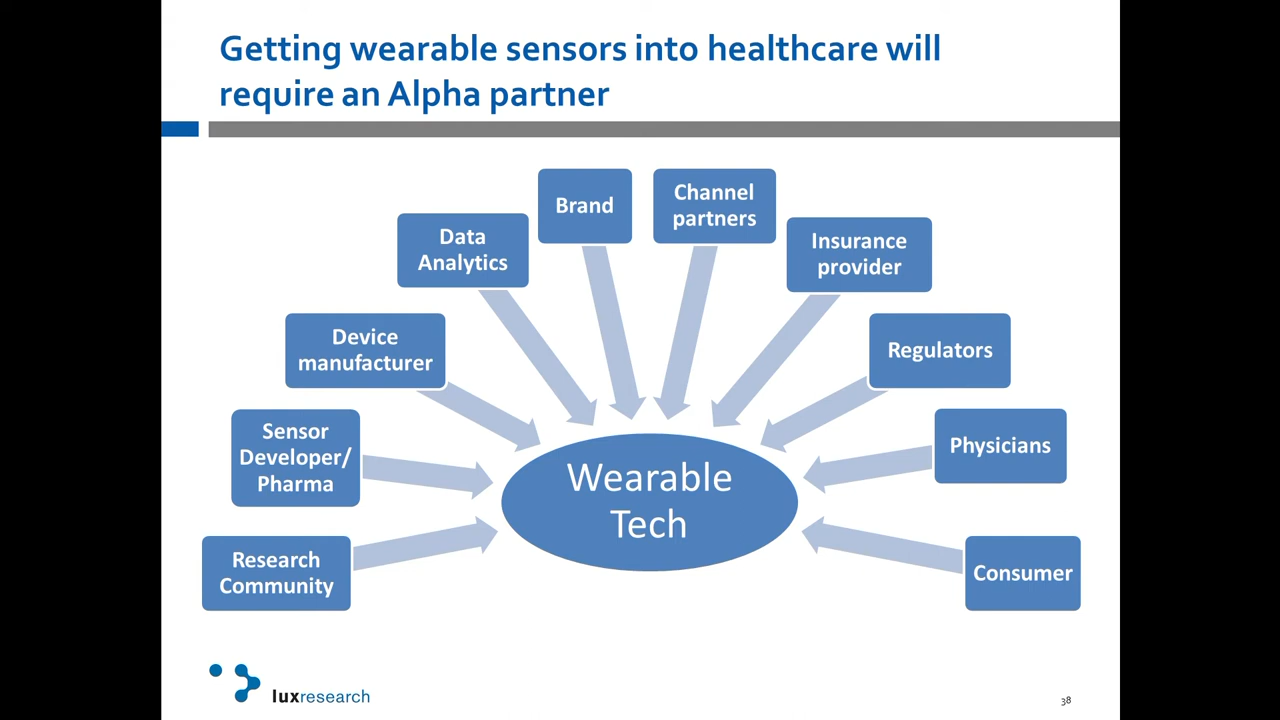 Getting wearable sensors into healthcare will
require an Alpha partner
Brand
Channel
partners
Data
Analytics
Insurance
provider
Device
manufacturer
Regulators
Sensor
Developer/
Pharma
Physicians
Wearable
Tech
Research
Community
Consumer
luxresearch
38